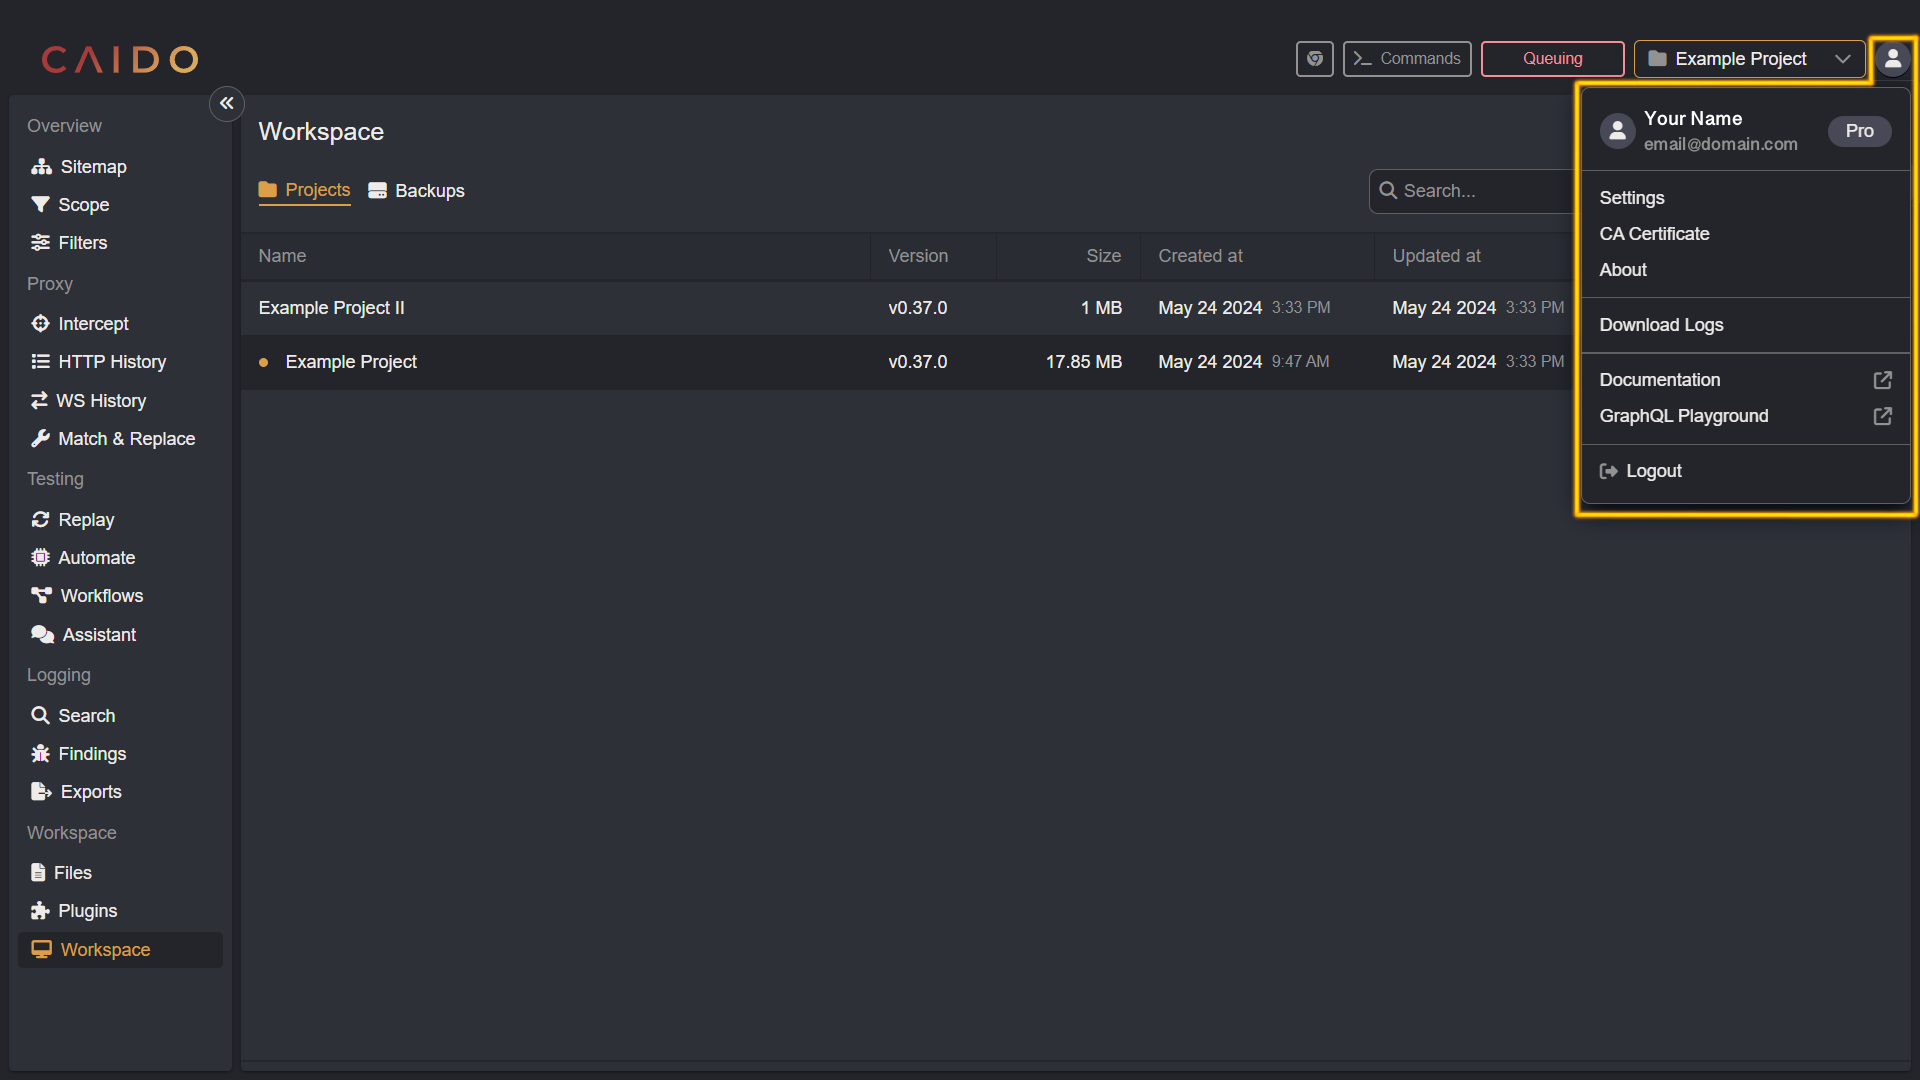 CAIDO
Commands
Queuing
Example Project
Overview
Sitemap
Scope
Filters
Proxy
Intercept
HTTP History
WS History
Match & Replace
Testing
Replay
Automate
Workflows
Assistant
Logging
Search
Findings
Exports
Workspace
Files
Plugins
Workspace
Workspace
Projects
Backups
Search...
Name Version Size Created at Updated at
Example Project II v0.37.0 1 MB May 24 2024 3:33 PM May 24 2024 3:33 PM
Example Project v0.37.0 17.85 MB May 24 2024 9:47 AM May 24 2024 3:33 PM
Your Name
email@domain.com
Pro
Settings
CA Certificate
About
Download Logs
Documentation
GraphQL Playground
Logout